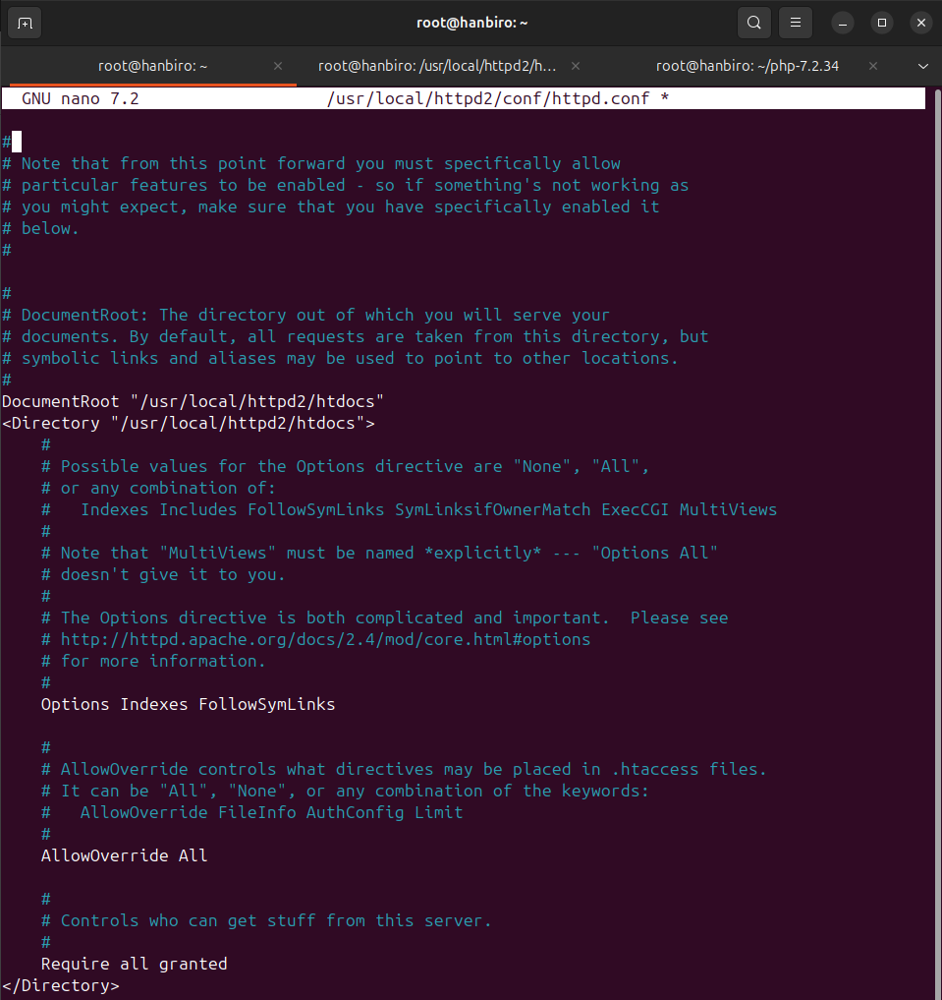 root@hanbiro: ~
root@hanbiro: ~ root@hanbiro: /usr/local/httpd2/h... root@hanbiro: ~/php-7.2.34
GNU nano 7.2 /usr/local/httpd2/conf/httpd.conf *
#
# Note that from this point forward you must specifically allow
# particular features to be enabled - so if something's not working as
# you might expect, make sure that you have specifically enabled it
# below.
#
#
# DocumentRoot: The directory out of which you will serve your
# documents. By default, all requests are taken from this directory, but
# symbolic links and aliases may be used to point to other locations.
#
DocumentRoot "/usr/local/httpd2/htdocs"
<Directory "/usr/local/httpd2/htdocs">
    #
    # Possible values for the Options directive are "None", "All",
    # or any combination of:
    #   Indexes Includes FollowSymLinks SymLinksifOwnerMatch ExecCGI MultiViews
    #
    # Note that "MultiViews" must be named *explicitly* --- "Options All"
    # doesn't give it to you.
    #
    # The Options directive is both complicated and important.  Please see
    # http://httpd.apache.org/docs/2.4/mod/core.html#options
    # for more information.
    #
    Options Indexes FollowSymLinks
    #
    # AllowOverride controls what directives may be placed in .htaccess files.
    # It can be "All", "None", or any combination of the keywords:
    #   AllowOverride FileInfo AuthConfig Limit
    #
    AllowOverride All
    #
    # Controls who can get stuff from this server.
    #
    Require all granted
</Directory>